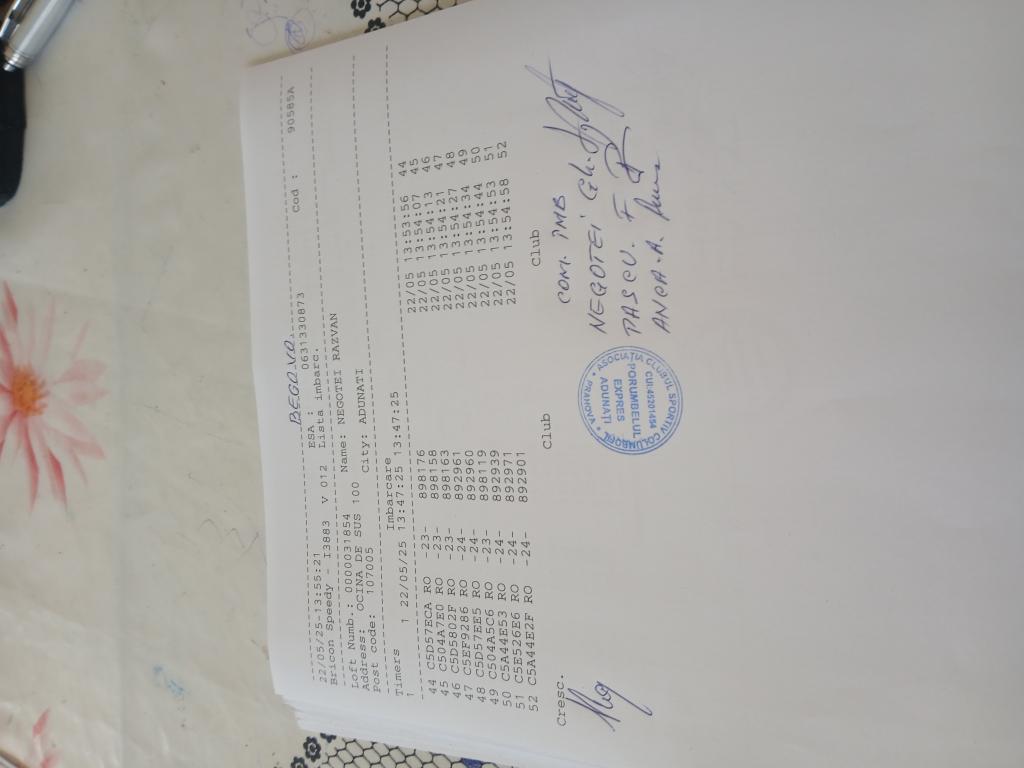 BEGOVO
22/05/25-13:55:21 ESA : 0631330873 Cod : 90585A
Bricon Speedy - I3883 V 012 Lista imbarc.
Loft Numb.: 0000031854 Name: NEGOTEI RAZVAN
Address: OCINA DE SUS 100 City: ADUNATI
Post code: 107005
Timers Imbarcare
1 1 22/05/25 13:47:25 13:47:25
44 C5D57ECA RO -23- 898176 22/05 13:53:56 44
45 C504A7E0 RO -23- 898158 22/05 13:54:07 45
46 C5D5802F RO -23- 898163 22/05 13:54:13 46
47 C5EF9286 RO -24- 892961 22/05 13:54:21 47
48 C5D57EE5 RO -24- 892960 22/05 13:54:27 48
49 C504A5C6 RO -23- 898119 22/05 13:54:34 49
50 C5A44E53 RO -24- 892939 22/05 13:54:44 50
51 C5E526E6 RO -24- 892971 22/05 13:54:53 51
52 C5A44E2F RO -24- 892901 22/05 13:54:58 52
Cresc. Club Club
COM. IMB
NEGOTEI Gh.
PASCU. F
ANCA.A.
ASOCIAȚIA CLUBUL SPORTIV COLUMBOFIL
CUI:45201454
PORUMBELUL
EXPRES
ADUNATI
* PRAHOVA *